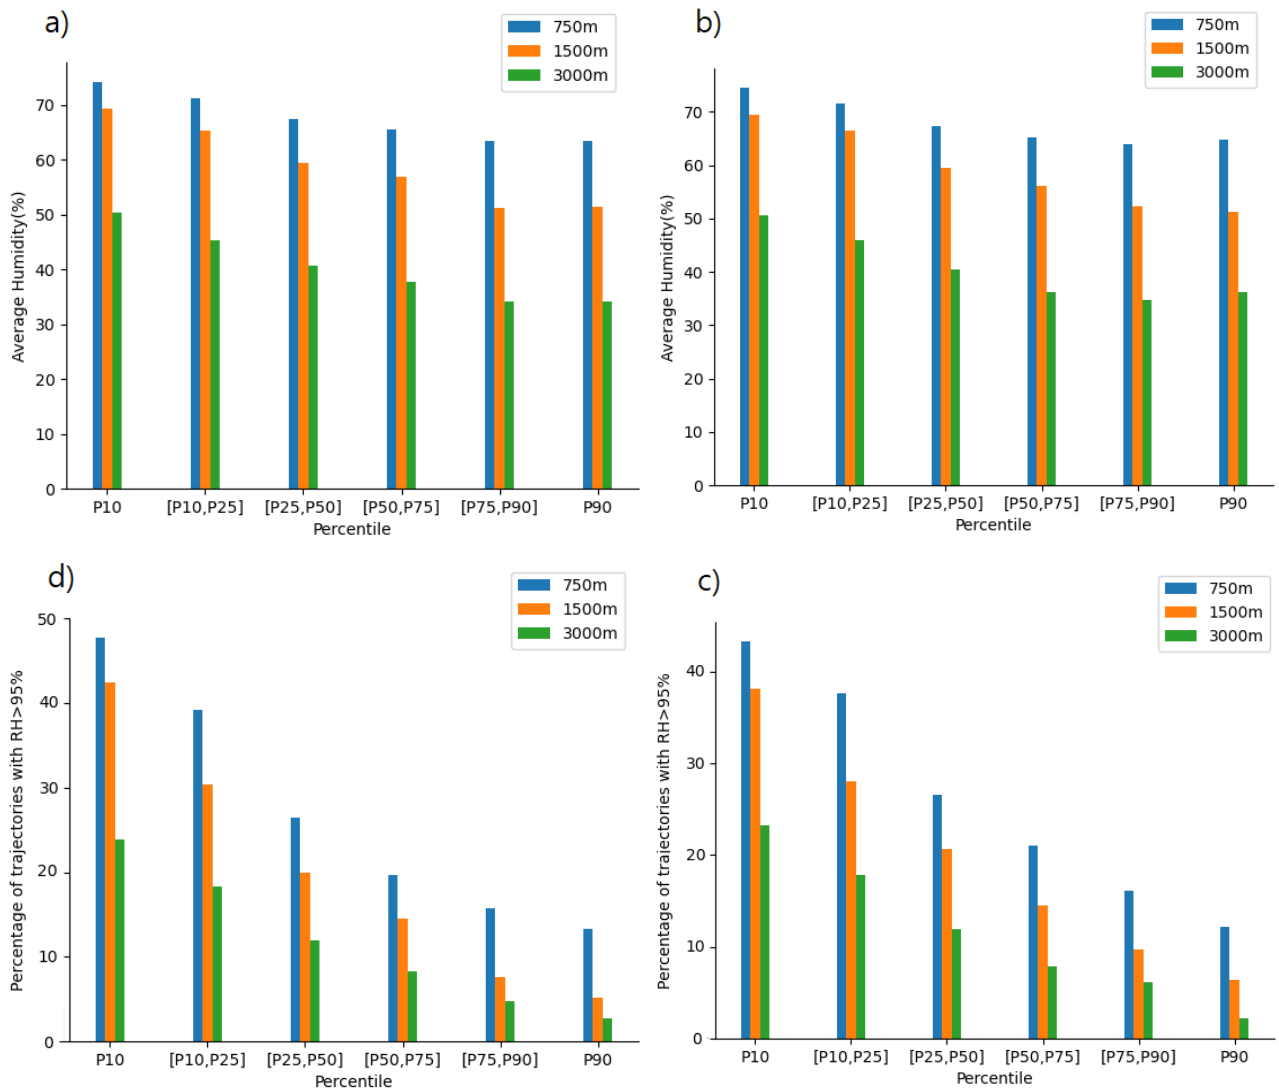 a)
750m
1500m
3000m
Average Humidity(%)
70
60
50
40
30
20
10
0
P10 [P10,P25] [P25,P50] [P50,P75] [P75,P90] P90
Percentile
b)
750m
1500m
3000m
Average Humidity(%)
70
60
50
40
30
20
10
0
P10 [P10,P25] [P25,P50] [P50,P75] [P75,P90] P90
Percentile
d)
750m
1500m
3000m
Percentage of trajectories with RH>95%
50
40
30
20
10
0
P10 [P10,P25] [P25,P50] [P50,P75] [P75,P90] P90
Percentile
c)
750m
1500m
3000m
Percentage of traiectories with RH>95%
40
30
20
10
0
P10 [P10,P25] [P25,P50] [P50,P75] [P75,P90] P90
Percentile